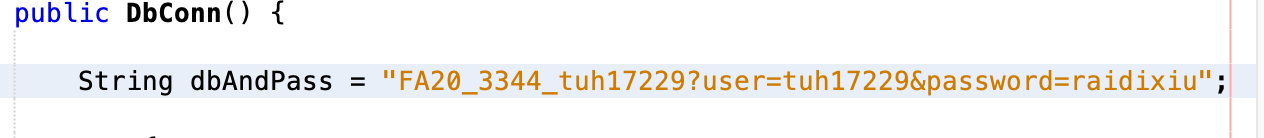 public DbConn() {
String dbAndPass = "FA20_3344_tuh17229?user=tuh17229&password=raidixiu";